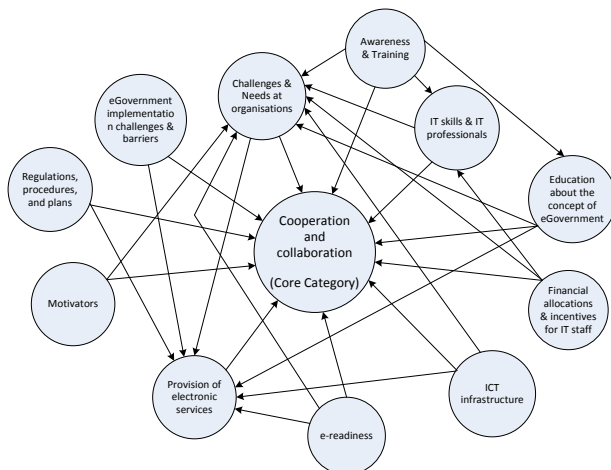 Awareness
& Training
Challenges &
Needs at
organisations
eGovernment
implementatio
n challenges &
barriers
IT skills & IT
professionals
Regulations,
procedures,
and plans
Education
about the
concept of
eGovernment
Cooperation
and
collaboration
(Core Category)
Motivators
Financial
allocations
& incentives
for IT staff
Provision of
electronic
services
ICT
infrastructure
e-readiness